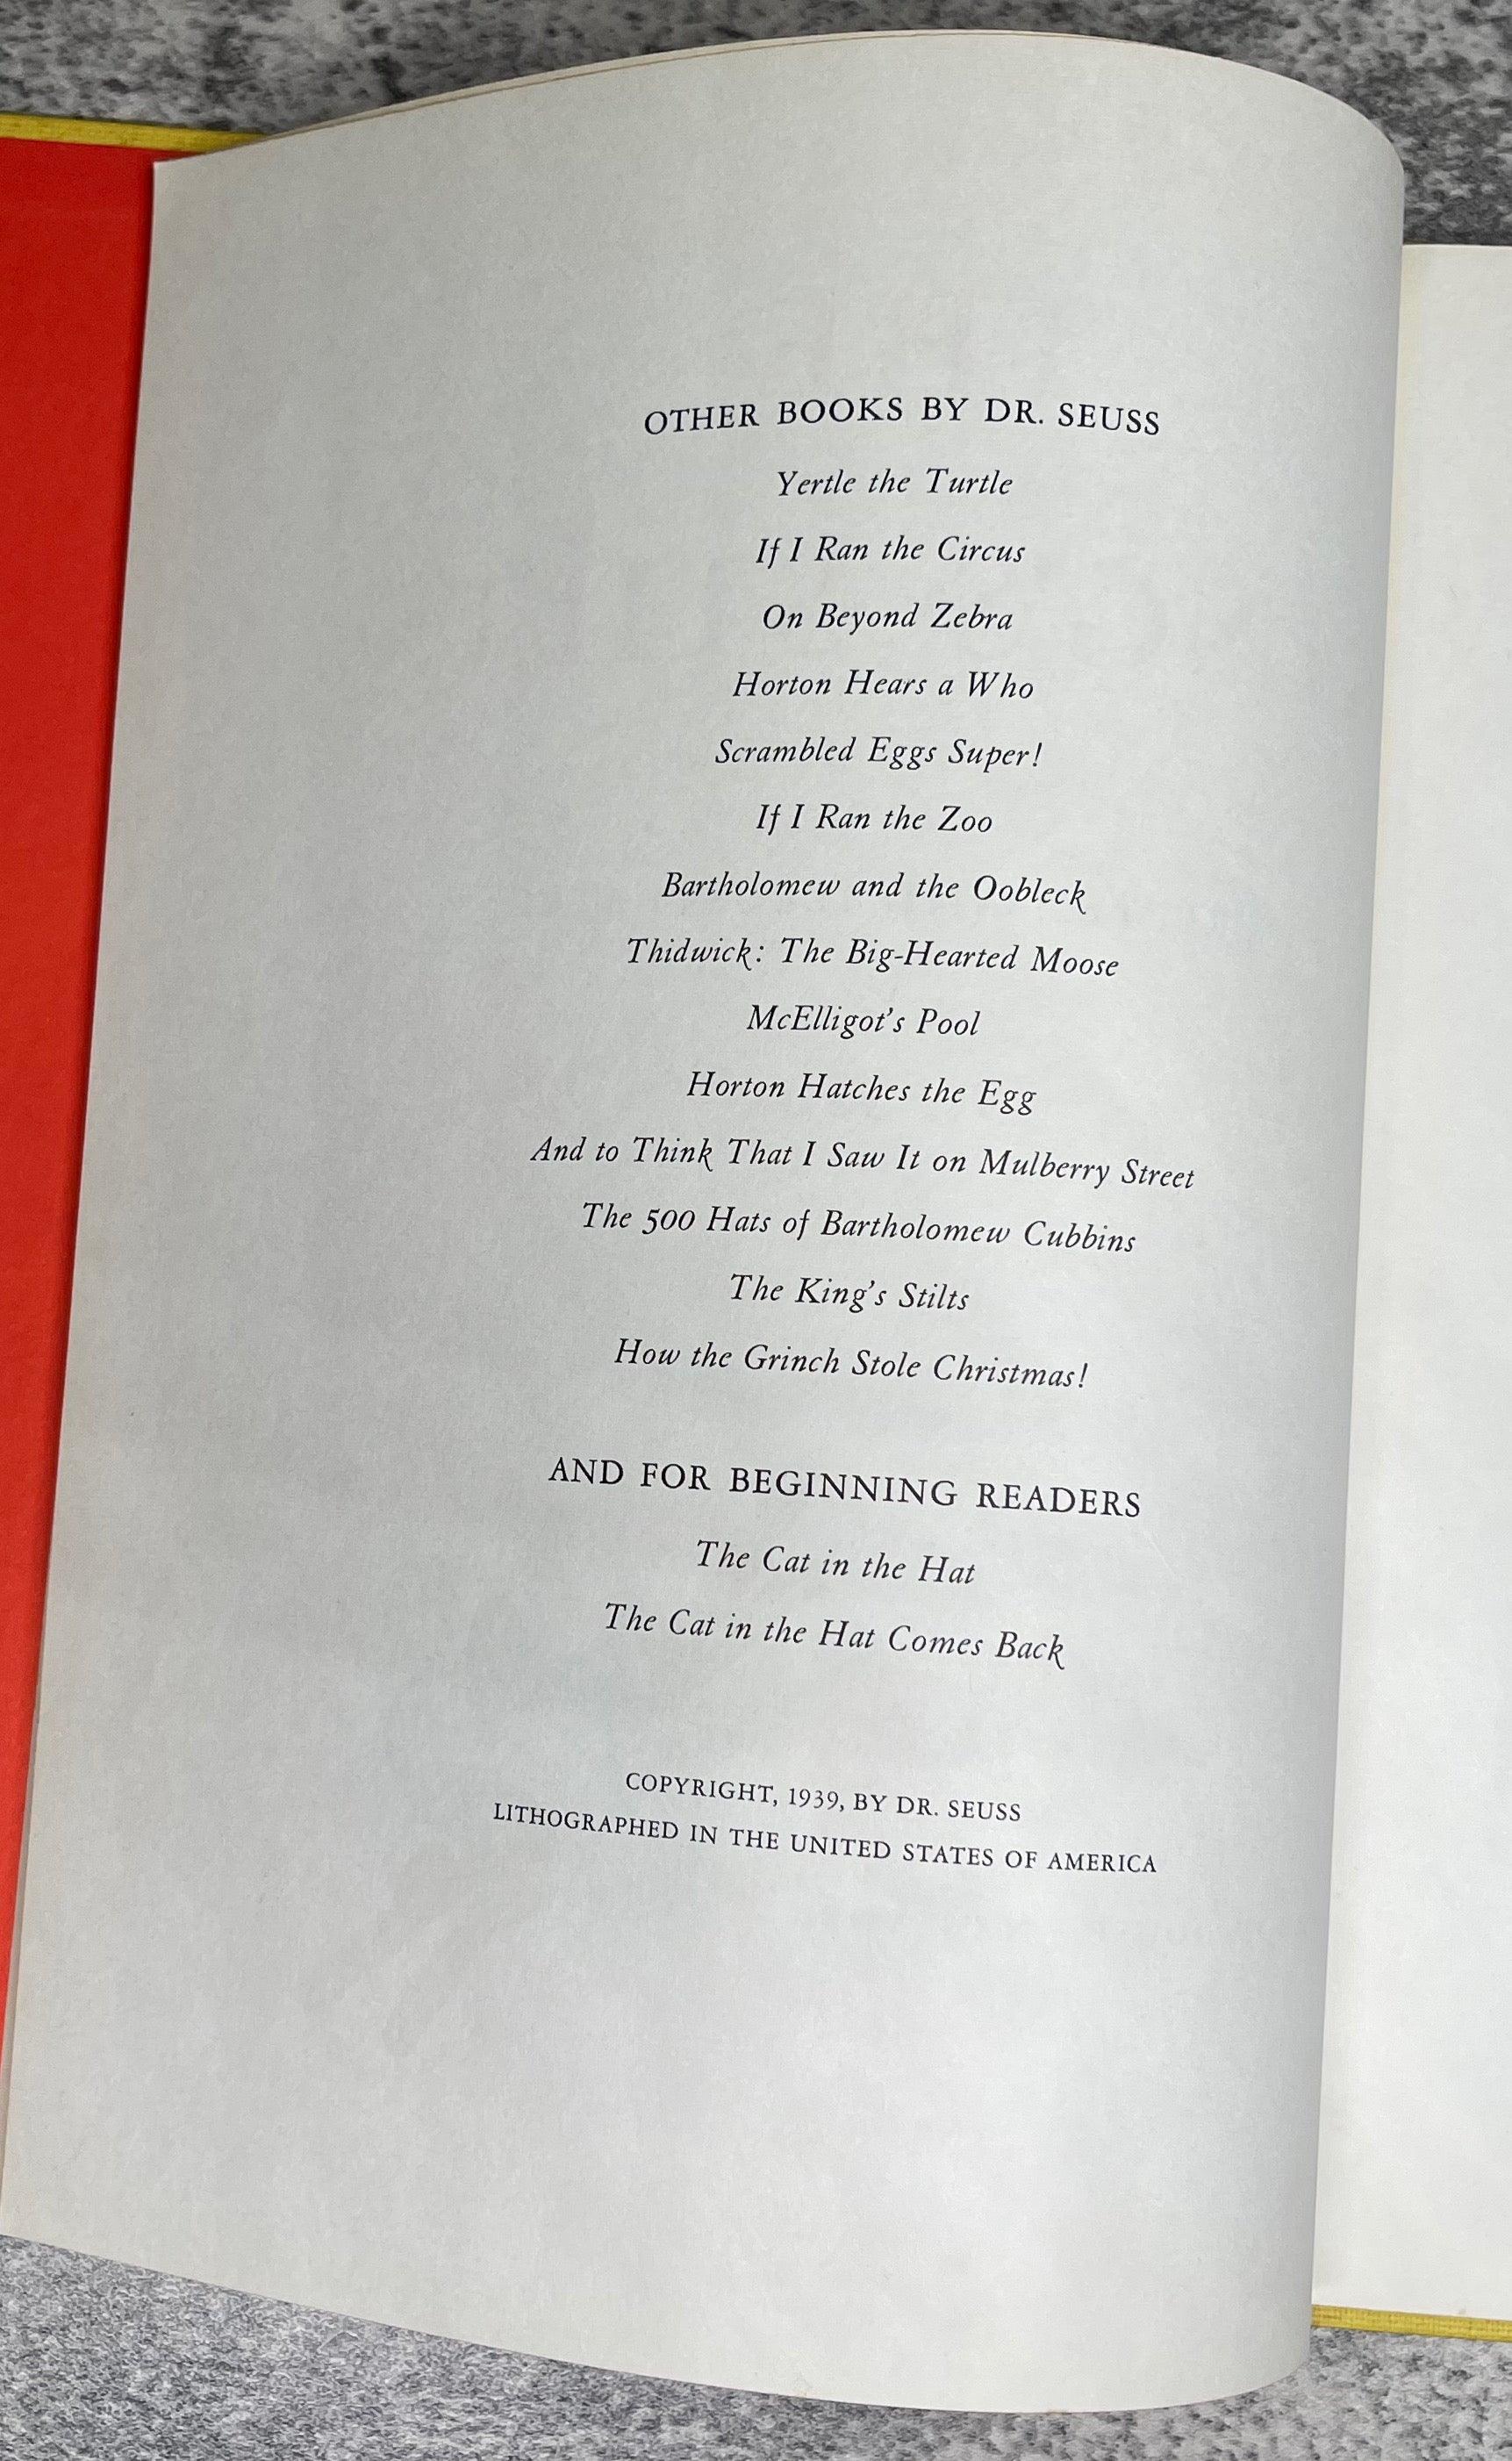 OTHER BOOKS BY DR. SEUSS
Yertle the Turtle
If I Ran the Circus
On Beyond Zebra
Horton Hears a Who
Scrambled Eggs Super!
If I Ran the Zoo
Bartholomew and the Oobleck
Thidwick: The Big-Hearted Moose
McElligot's Pool
Horton Hatches the Egg
And to Think That I Saw It on Mulberry Street
The 500 Hats of Bartholomew Cubbins
The King's Stilts
How the Grinch Stole Christmas!
AND FOR BEGINNING READERS
The Cat in the Hat
The Cat in the Hat Comes Back
COPYRIGHT, 1939, BY DR. SEUSS
LITHOGRAPHED IN THE UNITED STATES OF AMERICA